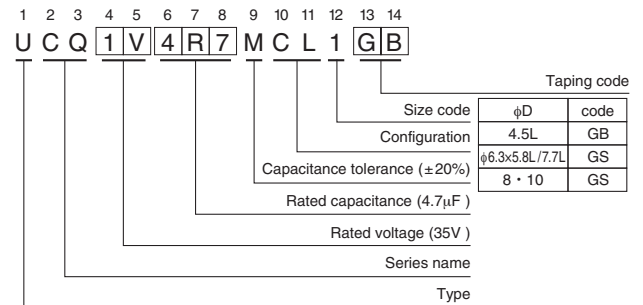 1 2 3 4 5 6 7 8 9 10 11 12 13 14
U C Q 1 V 4 R 7 M C L 1 G B
Taping code
Size code
Configuration
Capacitance tolerance (±20%)
Rated capacitance (4.7μF )
Rated voltage (35V )
Series name
Type
ϕD code
4.5L GB
ϕ6.3×5.8L/7.7L GS
8・10 GS